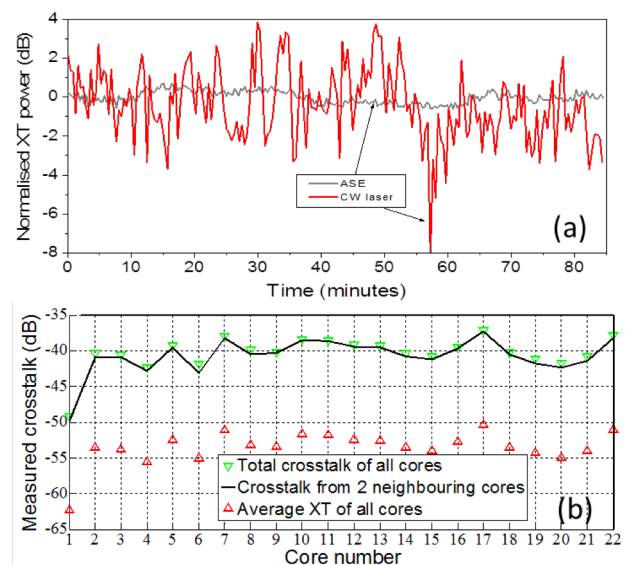 Normalised XT power (dB)
4
2
0
-2
-4
-6
-8
ASE
CW laser
(a)
0 10 20 30 40 50 60 70 80
Time (minutes)
Measured crosstalk (dB)
-35
-40
-45
-50
-55
-60
-65
Total crosstalk of all cores
Crosstalk from 2 neighbouring cores
Average XT of all cores
(b)
1 2 3 4 5 6 7 8 9 10 11 12 13 14 15 16 17 18 19 20 21 22
Core number